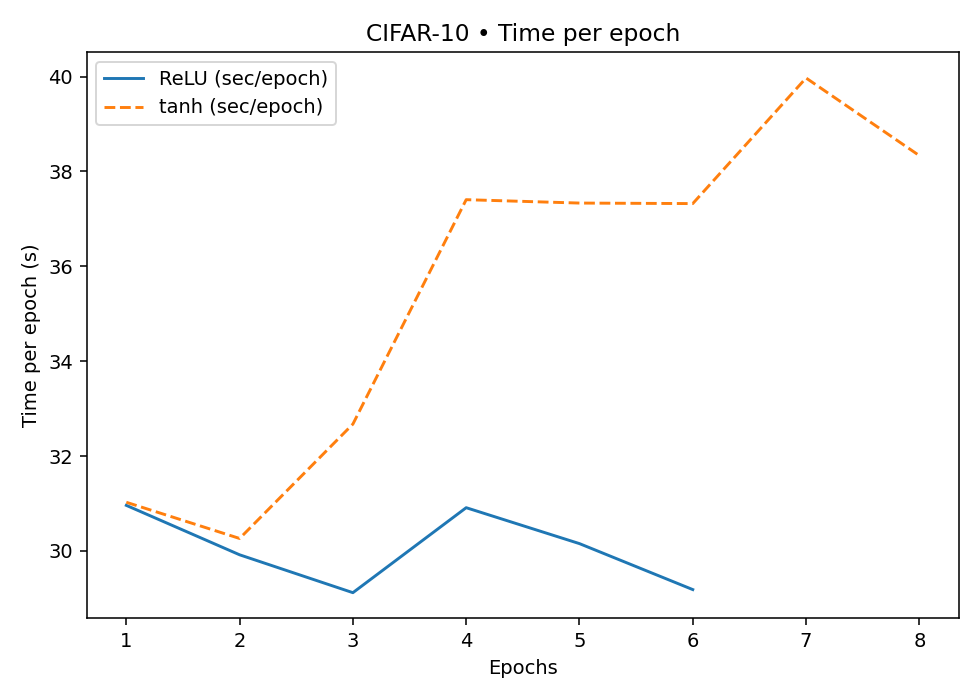 CIFAR-10 • Time per epoch
ReLU (sec/epoch)
tanh (sec/epoch)
Time per epoch (s)
40
38
36
34
32
30
1 2 3 4 5 6 7 8
Epochs